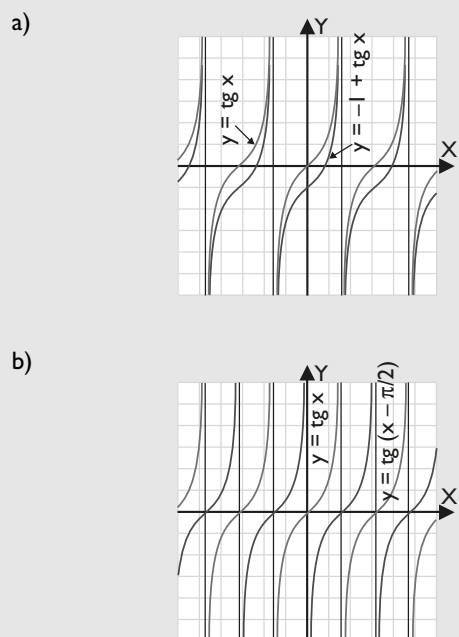 a)
Y
y = tg x
y = –1 + tg x
X
b)
Y
y = tg x
y = tg (x – π/2)
X